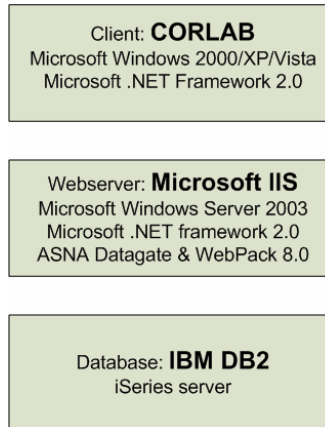 Client: CORLAB
Microsoft Windows 2000/XP/Vista
Microsoft .NET Framework 2.0
Webserver: Microsoft IIS
Microsoft Windows Server 2003
Microsoft .NET framework 2.0
ASNA Datagate & WebPack 8.0
Database: IBM DB2
iSeries server